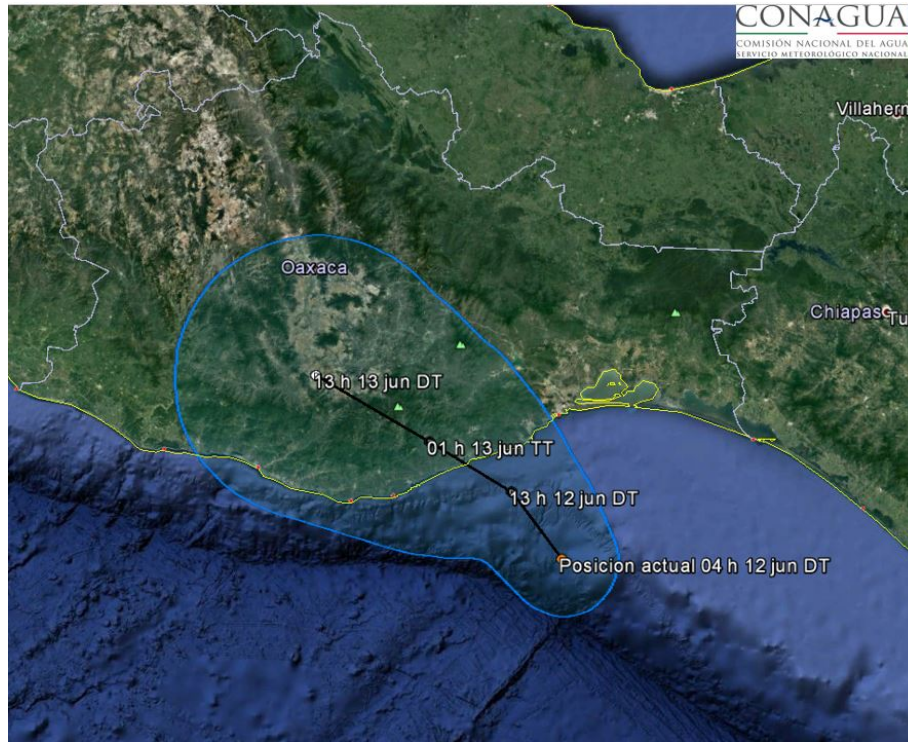 CONAGUA
COMISIÓN NACIONAL DEL AGUA
SERVICIO METEOROLÓGICO NACIONAL
Villaherm
Oaxaca
Chiapas
Tu
13 h 13 jun DT
01 h 13 jun TT
13 h 12 jun DT
Posicion actual 04 h 12 jun DT